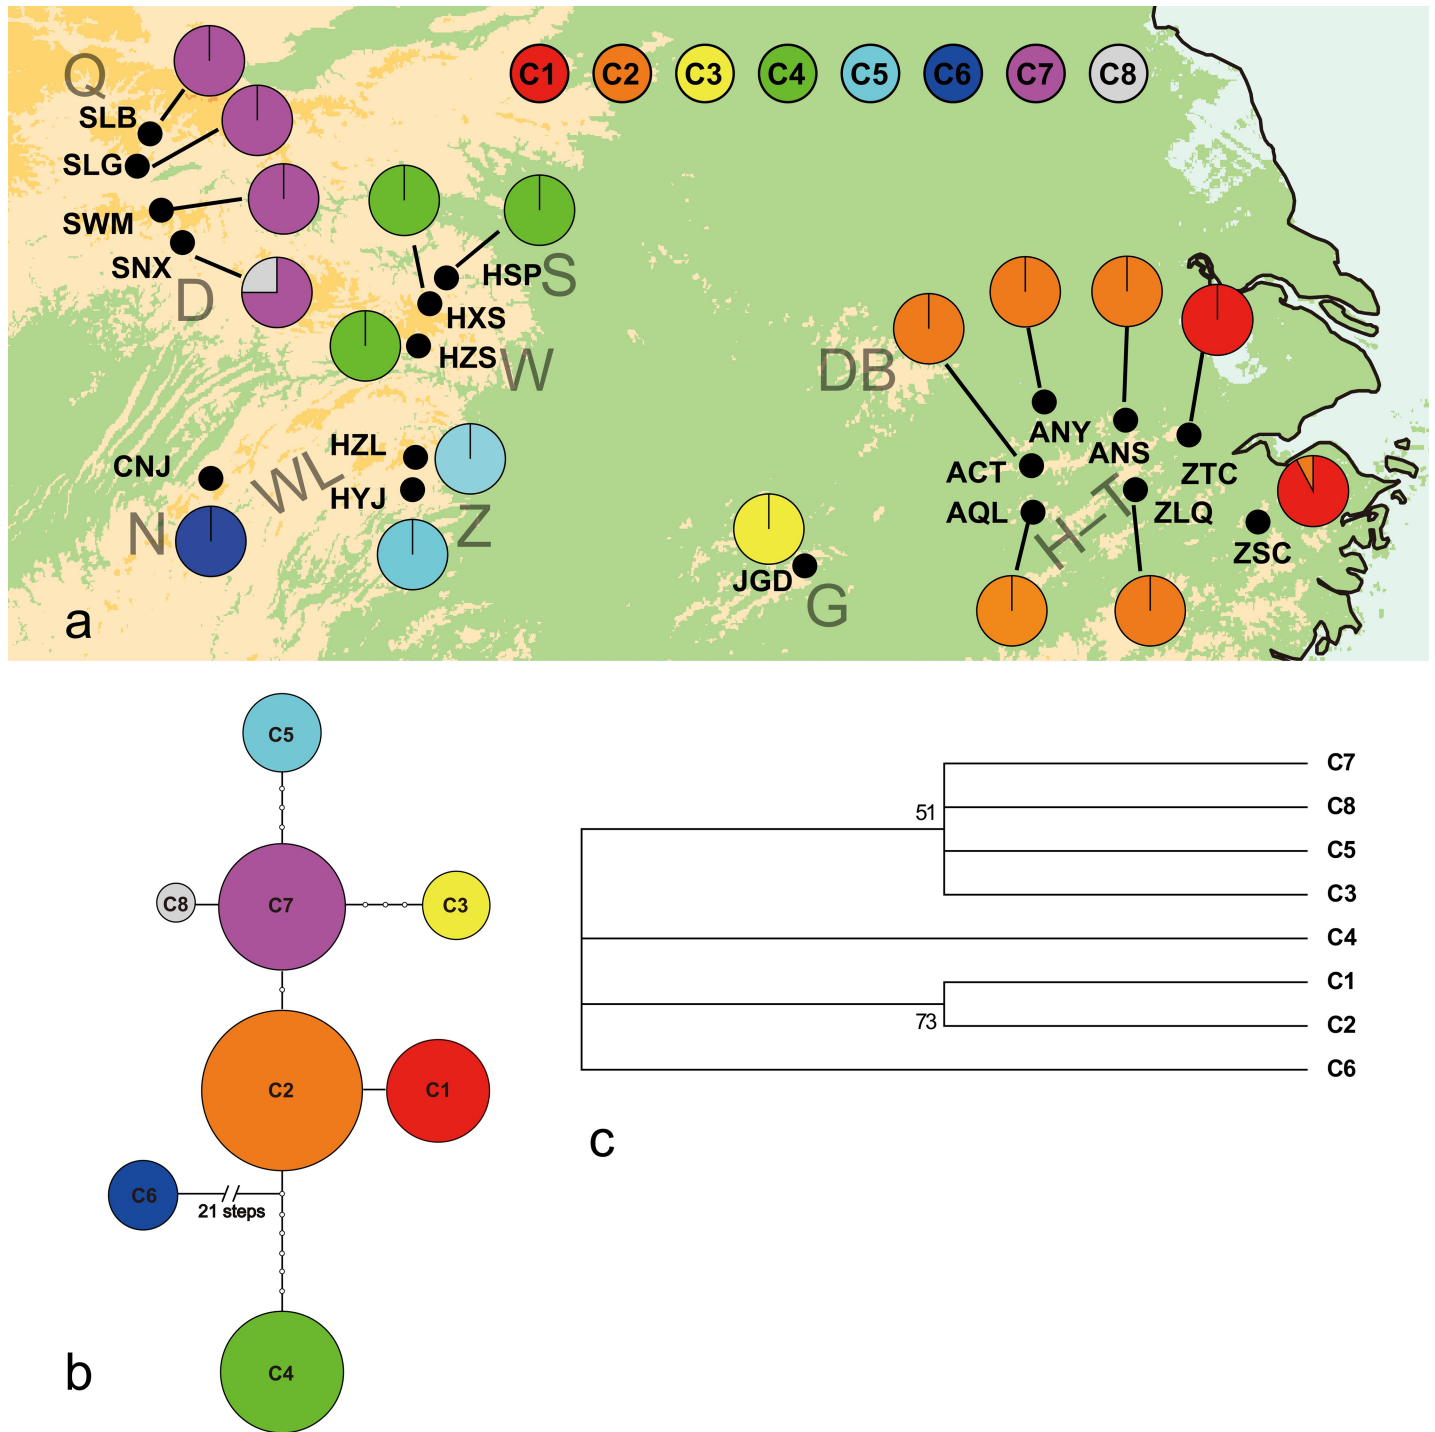 C1 C2 C3 C4 C5 C6 C7 C8
Q
SLB
SLG
SWM
SNX
D
HSP
S
HXS
HZS
W
DB
CNJ
N
WL
HZL
HYJ
Z
JGD
G
ANY
ANS
ACT
AQL
ZTC
ZLQ
H–T
ZSC
a
C5
C8 C7 C3
C2 C1
C6
21 steps
C4
b
C7
51
C8
C5
C3
C4
C1
73
C2
C6
c